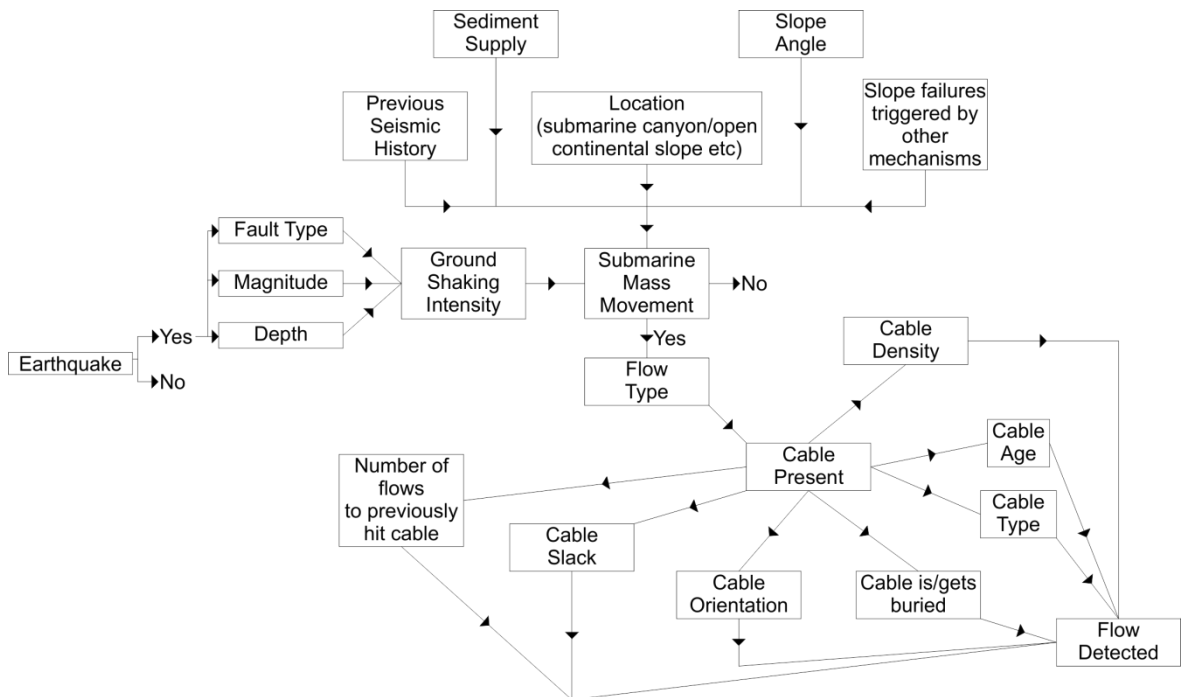 Sediment
Supply
Slope
Angle
Previous
Seismic
History
Location
(submarine canyon/open
continental slope etc)
Slope failures
triggered by
other
mechanisms
Fault Type
Magnitude
Depth
Ground
Shaking
Intensity
Submarine
Mass
Movement
No
Earthquake
Yes
No
Yes
Flow
Type
Cable
Density
Cable
Present
Cable
Age
Cable
Type
Number of
flows
to previously
hit cable
Cable
Slack
Cable
Orientation
Cable is/gets
buried
Flow
Detected